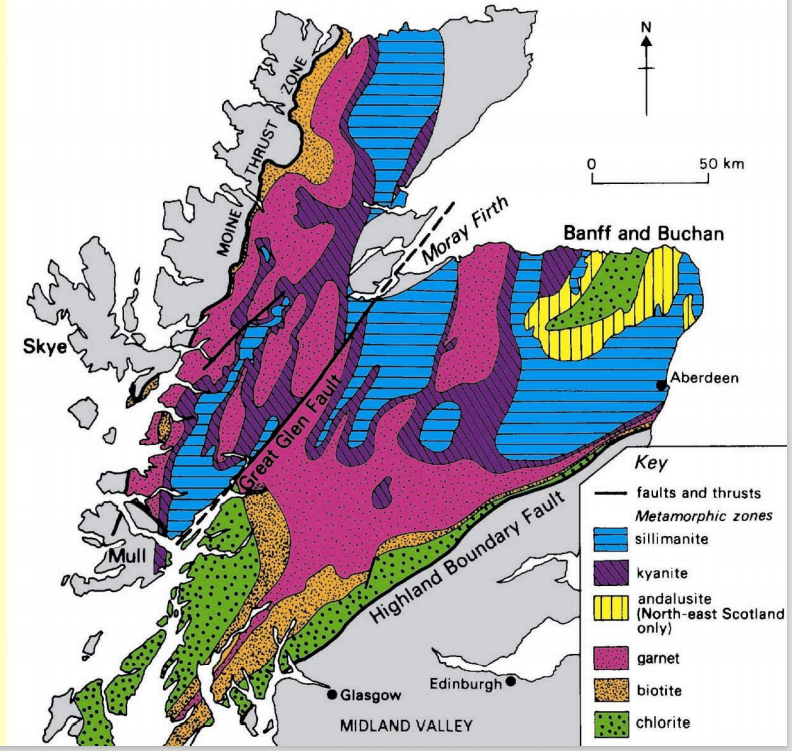 N
0
50 km
MOINE THRUST ZONE
Moray Firth
Banff and Buchan
Skye
Aberdeen
Great Glen Fault
Mull
Highland Boundary Fault
Glasgow
Edinburgh
MIDLAND VALLEY
Key
faults and thrusts
Metamorphic zones
sillimanite
kyanite
andalusite
(North-east Scotland
only)
garnet
biotite
chlorite